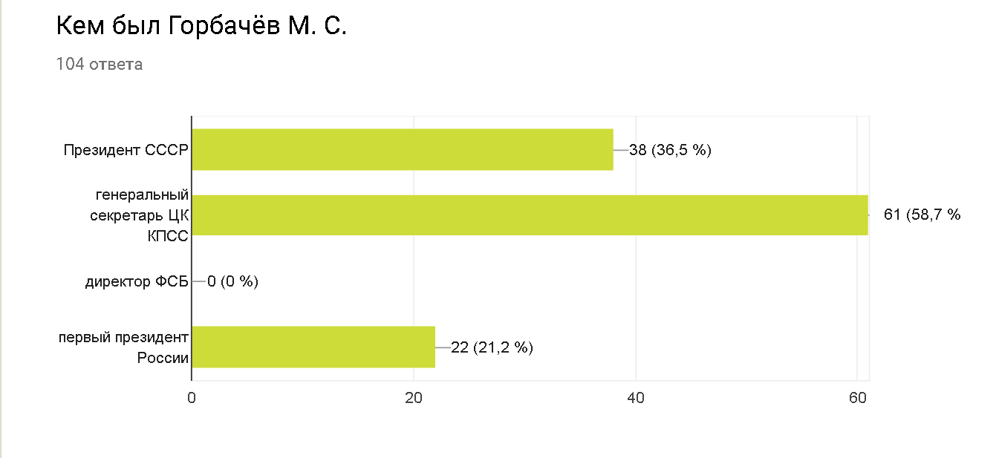 Кем был Горбачёв М. С.
104 ответа
Президент СССР
38 (36,5 %)
генеральный
секретарь ЦК
КПСС
61 (58,7 %
директор ФСБ
0 (0 %)
первый президент
России
22 (21,2 %)
0
20
40
60